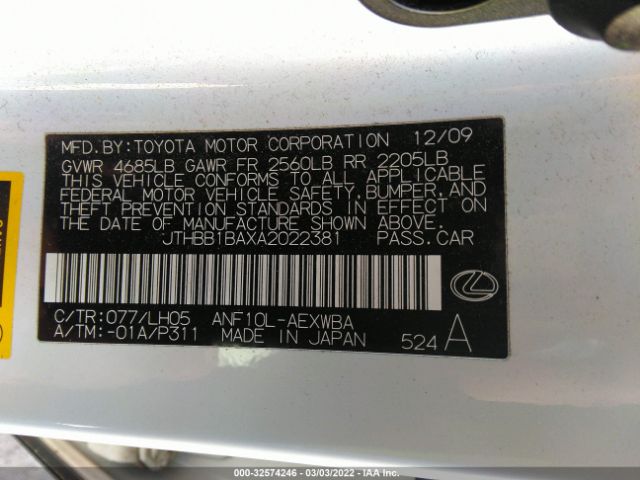 MFD.BY:TOYOTA MOTOR CORPORATION 12/09
GVWR 4685LB GAWR FR 2560LB RR 2205LB
THIS VEHICLE CONFORMS TO ALL APPLICABLE
FEDERAL MOTOR VEHICLE SAFETY, BUMPER, AND
THEFT PREVENTION STANDARDS IN EFFECT ON
THE DATE OF MANUFACTURE SHOWN ABOVE.
JTHBB1BAXA2022381 PASS.CAR
C/TR:077/LH05 ANF10L-AEXWBA
A/TM:-01A/P311 MADE IN JAPAN 524 A
000-32574246 - 03/03/2022 - IAA, Inc.